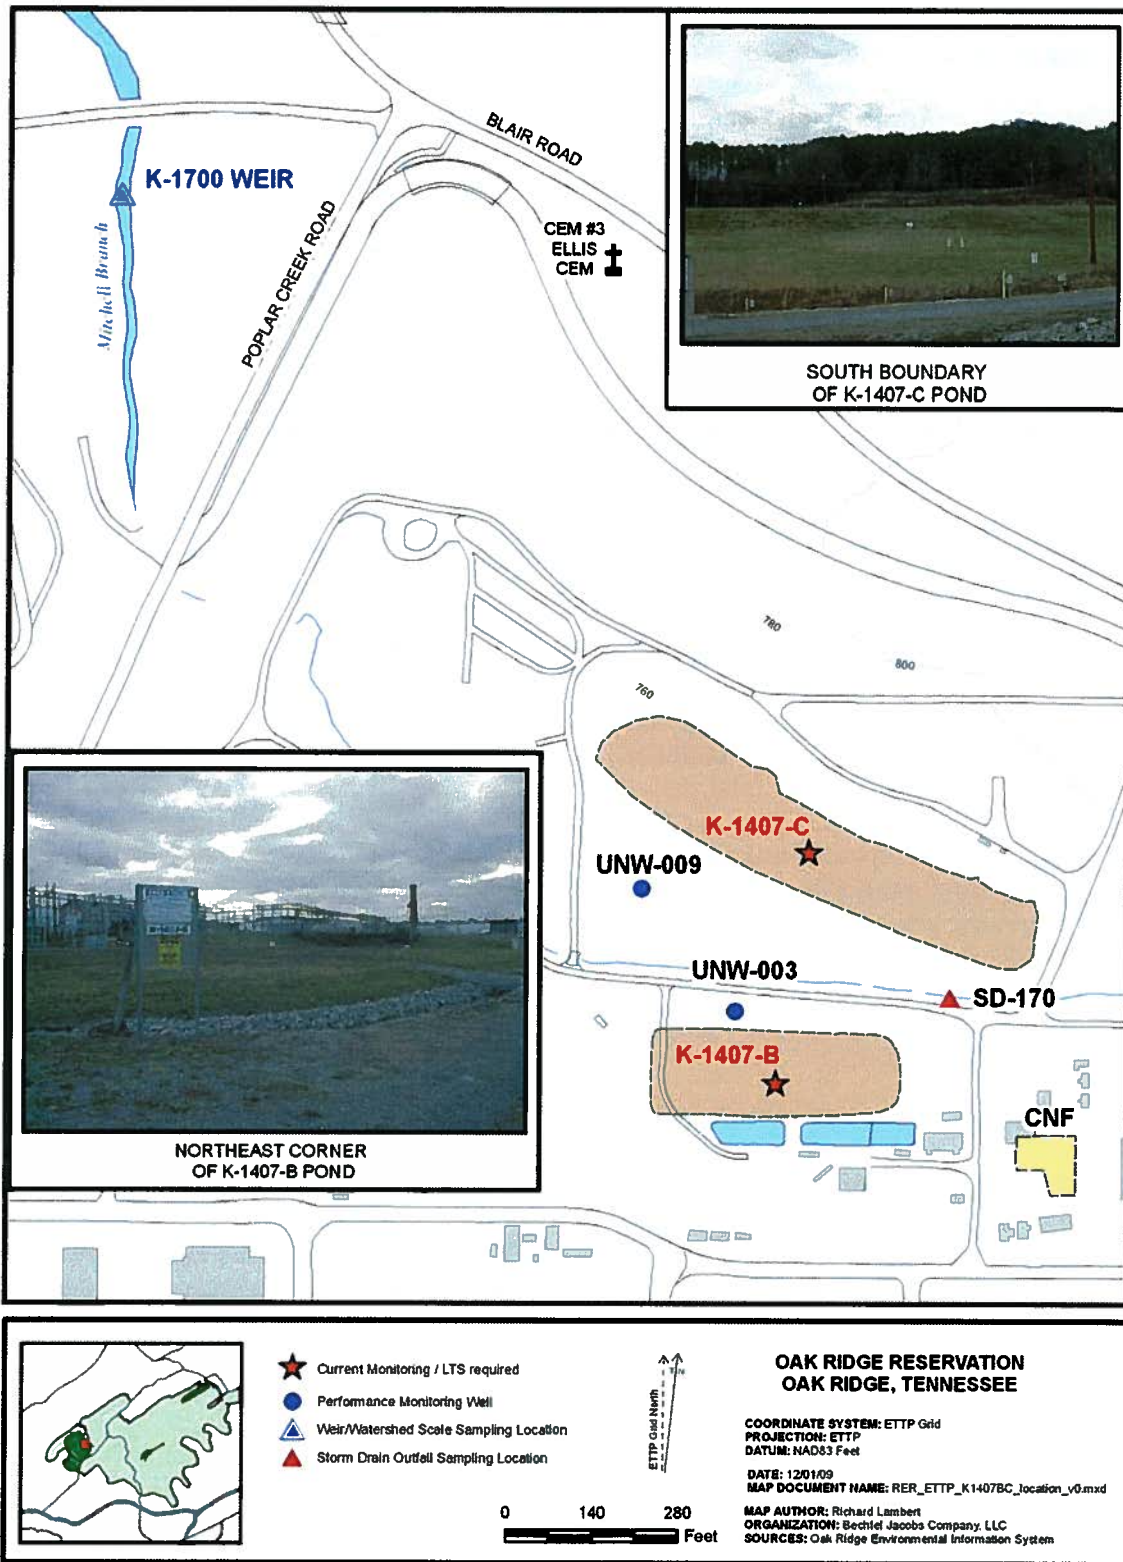 BLAIR ROAD
K-1700 WEIR
Mitchell Branch
POPLAR CREEK ROAD
CEM #3
ELLIS
CEM
SOUTH BOUNDARY
OF K-1407-C POND
780
800
760
K-1407-C
UNW-009
UNW-003
SD-170
K-1407-B
CNF
NORTHEAST CORNER
OF K-1407-B POND
Current Monitoring / LTS required
Performance Monitoring Well
Weir/Watershed Scale Sampling Location
Storm Drain Outfall Sampling Location
ETTP Grid North
0 140 280
Feet
OAK RIDGE RESERVATION
OAK RIDGE, TENNESSEE
COORDINATE SYSTEM: ETTP Grid
PROJECTION: ETTP
DATUM: NAD83 Feet
DATE: 12/01/09
MAP DOCUMENT NAME: RER_ETTP_K1407BC_location_v0.mxd
MAP AUTHOR: Richard Lambert
ORGANIZATION: Bechtel Jacobs Company, LLC
SOURCES: Oak Ridge Environmental Information System